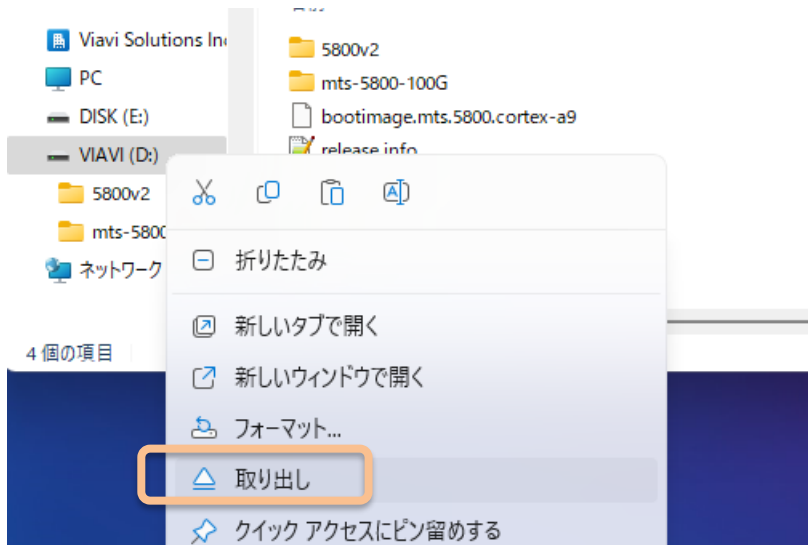 Viavi Solutions Inc
PC
DISK (E:)
VIAVI (D:)
5800v2
mts-5800
ネットワーク
4 個の項目
5800v2
mts-5800-100G
bootimage.mts.5800.cortex-a9
release.info
折りたたみ
新しいタブで開く
新しいウィンドウで開く
フォーマット...
取り出し
クイック アクセスにピン留めする